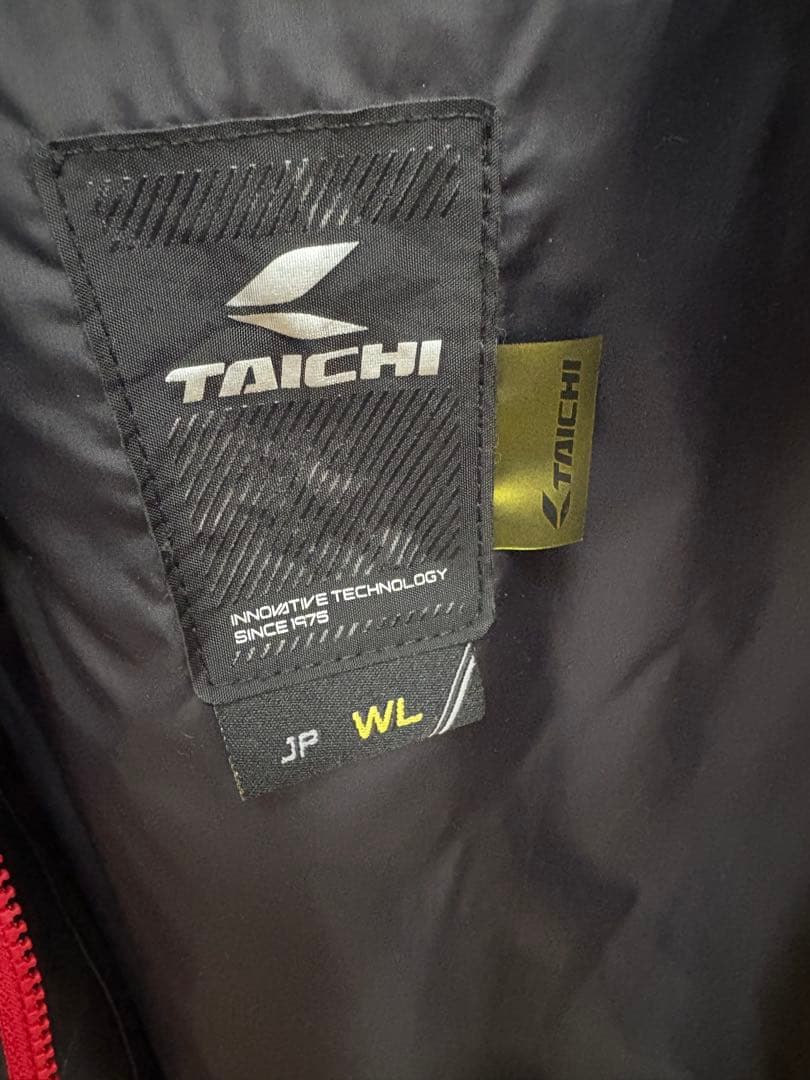 TAICHI
INNOVATIVE TECHNOLOGY
SINCE 1975
JP WL
TAICHI